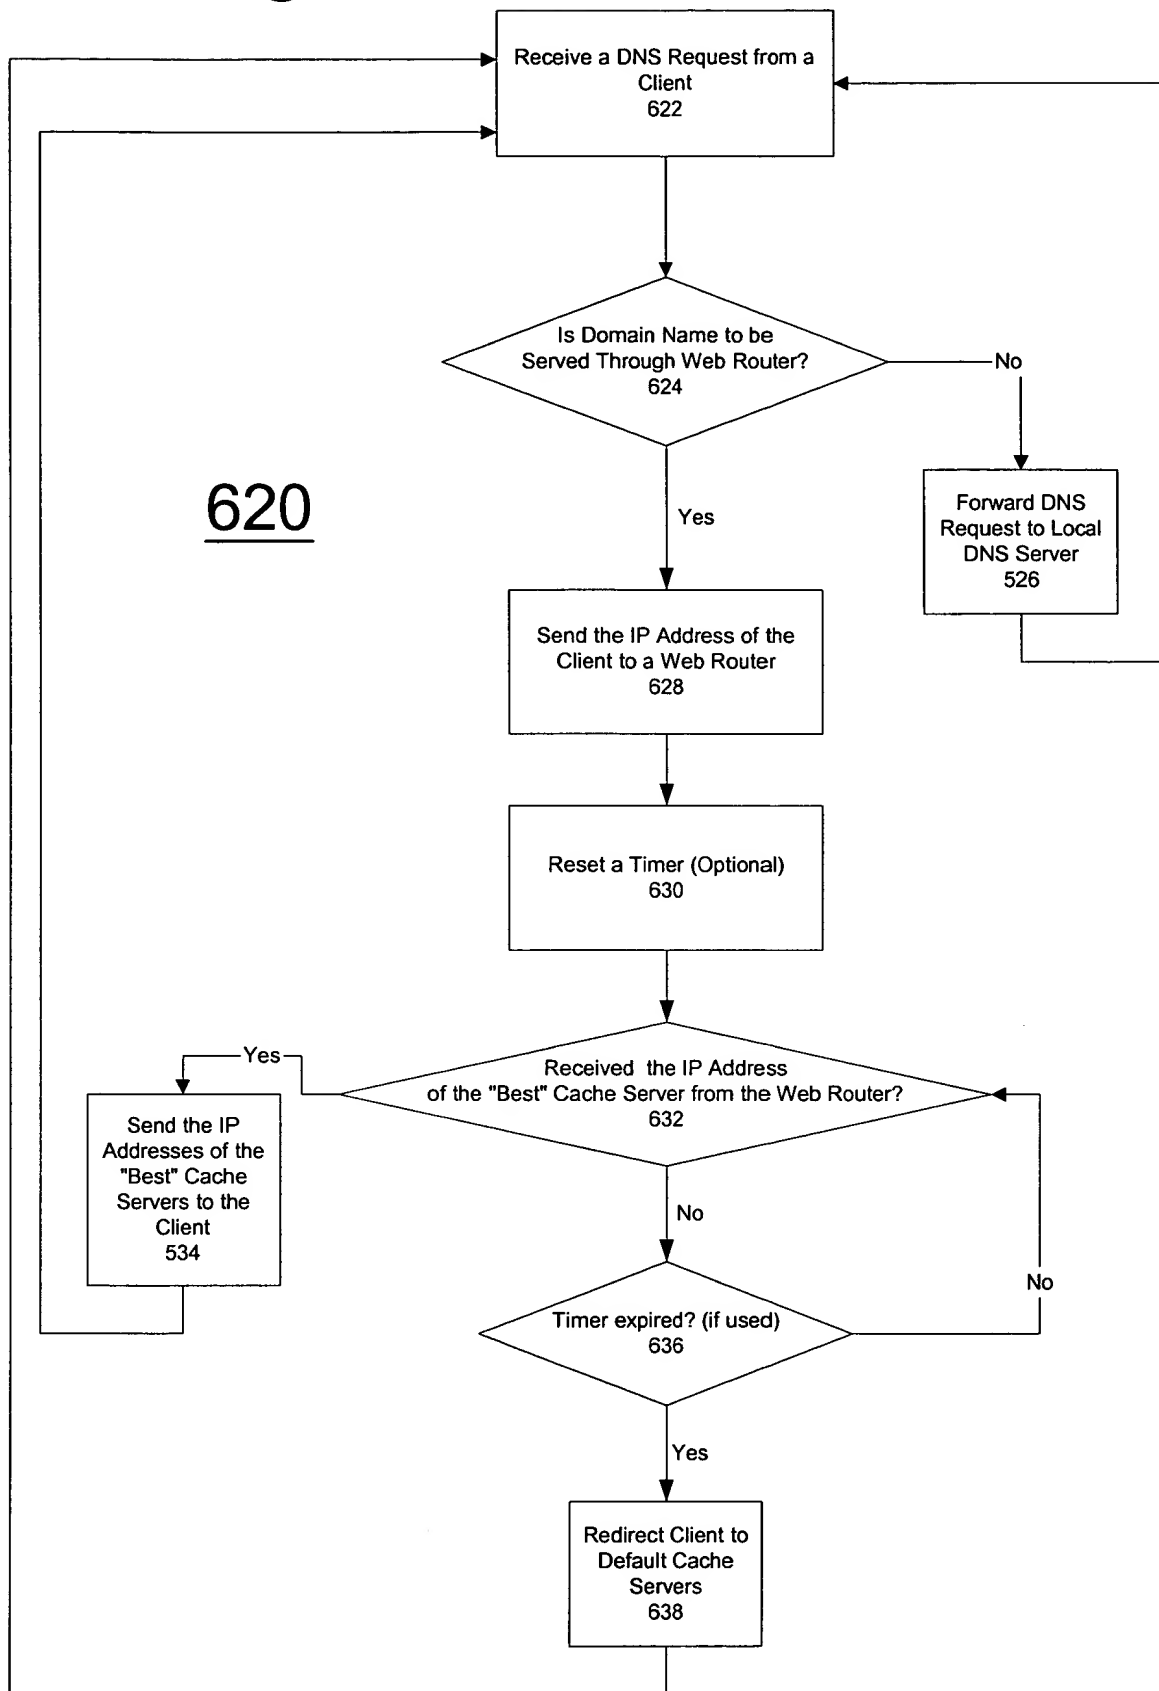 Receive a DNS Request from a
Client
622
Is Domain Name to be
Served Through Web Router?
624
No
620
Yes
Forward DNS
Request to Local
DNS Server
526
Send the IP Address of the
Client to a Web Router
628
Reset a Timer (Optional)
630
Yes
Received the IP Address
of the "Best" Cache Server from the Web Router?
632
Send the IP
Addresses of the
"Best" Cache
Servers to the
Client
534
No
No
Timer expired? (if used)
636
Yes
Redirect Client to
Default Cache
Servers
638